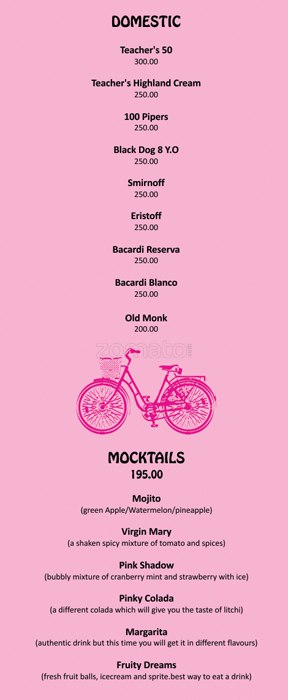 DOMESTIC
Teacher's 50
300.00
Teacher's Highland Cream
250.00
100 Pipers
250.00
Black Dog 8 Y.O
250.00
Smirnoff
250.00
Eristoff
250.00
Bacardi Reserva
250.00
Bacardi Blanco
250.00
Old Monk
200.00
zomato.com
MOCKTAILS
195.00
Mojito
(green Apple/Watermelon/pineapple)
Virgin Mary
(a shaken spicy mixture of tomato and spices)
Pink Shadow
(bubbly mixture of cranberry mint and strawberry with ice)
Pinky Colada
(a different colada which will give you the taste of litchi)
Margarita
(authentic drink but this time you will get it in different flavours)
Fruity Dreams
(fresh fruit balls, icecream and sprite.best way to eat a drink)